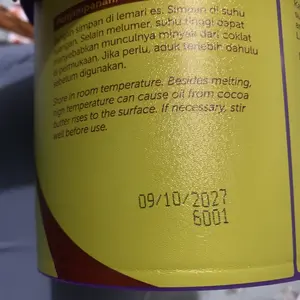 Penyimpanan:
Jangan simpan di lemari es. Simpan di suhu
ruangan. Selain melumer, suhu tinggi dapat
menyebabkan munculnya minyak dari coklat
ke permukaan. Jika perlu, aduk terlebih dahulu
sebelum digunakan.
Store in room temperature. Besides melting,
high temperature can cause oil from cocoa
butter rises to the surface. If necessary, stir
well before use.
09/10/2027
6001